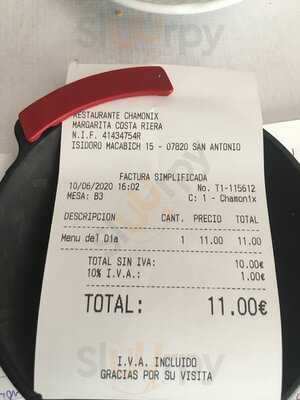 RESTAURANTE CHAMONIX
MARGARITA COSTA RIERA
N.I.F. 41434754R
ISIDORO MACABICH 15 - 07820 SAN ANTONIO
FACTURA SIMPLIFICADA
10/06/2020 16:02 No. T1-115612
MESA: B3 C: 1 - Chamonix
DESCRIPCION CANT. PRECIO TOTAL
Menu del Dia 1 11.00 11.00
TOTAL SIN IVA: 10.00€
10% I.V.A.: 1.00€
TOTAL: 11.00€
I.V.A. INCLUIDO
GRACIAS POR SU VISITA